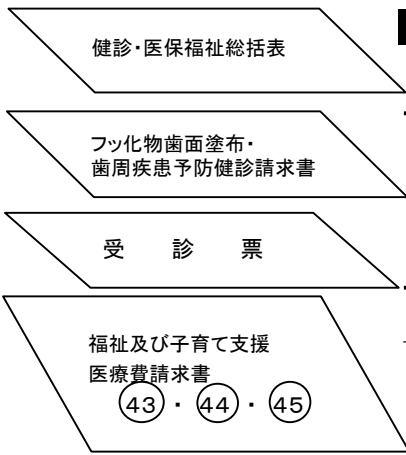 健診・医保福祉総括表
フッ化物歯面塗布・
歯周疾患予防健診請求書
受　診　票
福祉及び子育て支援
医療費請求書
㊸・㊹・㊺